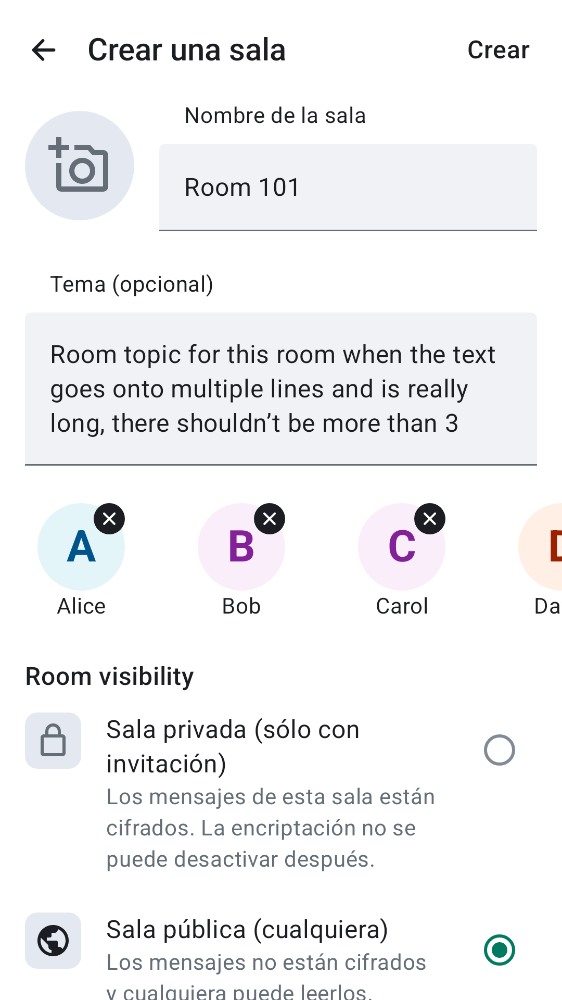 Crear una sala
Crear
Nombre de la sala
Room 101
Tema (opcional)
Room topic for this room when the text
goes onto multiple lines and is really
long, there shouldn’t be more than 3
A
B
C
Alice
Bob
Carol
Da
Room visibility
Sala privada (sólo con
invitación)
Los mensajes de esta sala están
cifrados. La encriptación no se
puede desactivar después.
Sala pública (cualquiera)
Los mensajes no están cifrados
y cualquiera puede leerlos.